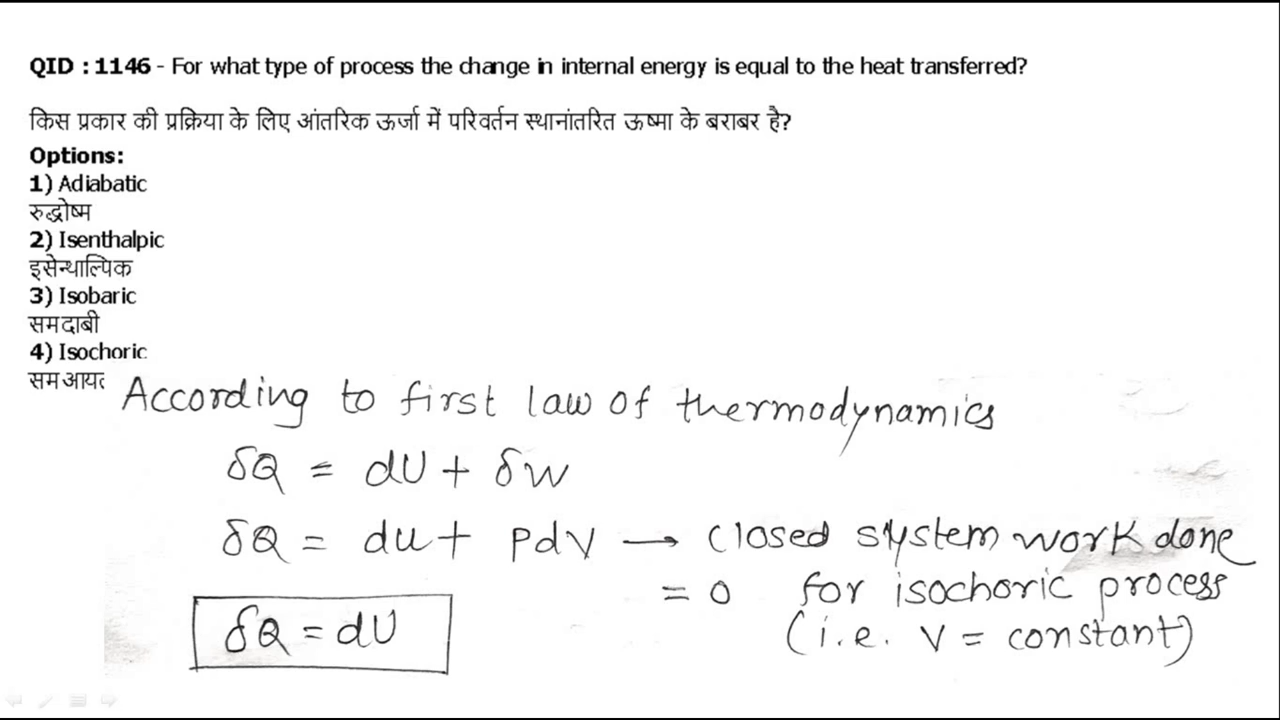 QID : 1146 - For what type of process the change in internal energy is equal to the heat transferred?
किस प्रकार की प्रक्रिया के लिए आंतरिक ऊर्जा में परिवर्तन स्थानांतरित ऊष्मा के बराबर है?
Options:
1) Adiabatic
रुद्धोष्म
2) Isenthalpic
इसेन्थाल्पिक
3) Isobaric
समदाबी
4) Isochoric
सम आयत
According to first law of thermodynamics
δQ = dU + δW
δQ = du + pdV → Closed system work done
= 0 for isochoric process
δQ = dU (i.e. V = constant)